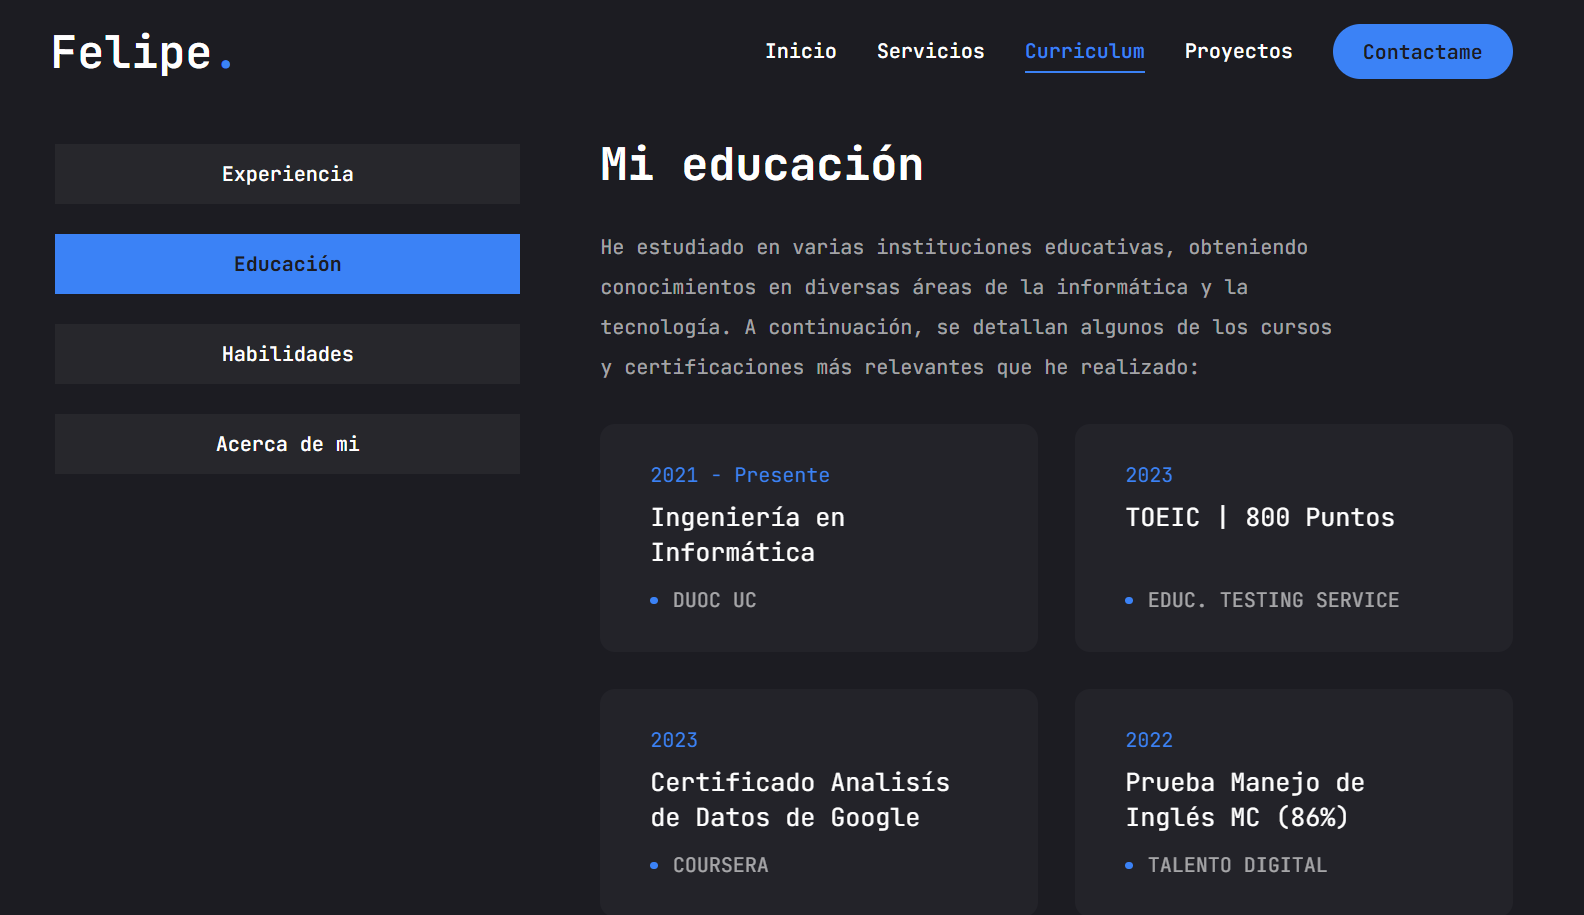 Felipe.
Inicio
Servicios
Curriculum
Proyectos
Contactame
Experiencia
Educación
Habilidades
Acerca de mi
Mi educación
He estudiado en varias instituciones educativas, obteniendo
conocimientos en diversas áreas de la informática y la
tecnología. A continuación, se detallan algunos de los cursos
y certificaciones más relevantes que he realizado:
2021 - Presente
Ingeniería en
Informática
DUOC UC
2023
TOEIC | 800 Puntos
EDUC. TESTING SERVICE
2023
Certificado Analisís
de Datos de Google
COURSERA
2022
Prueba Manejo de
Inglés MC (86%)
TALENTO DIGITAL